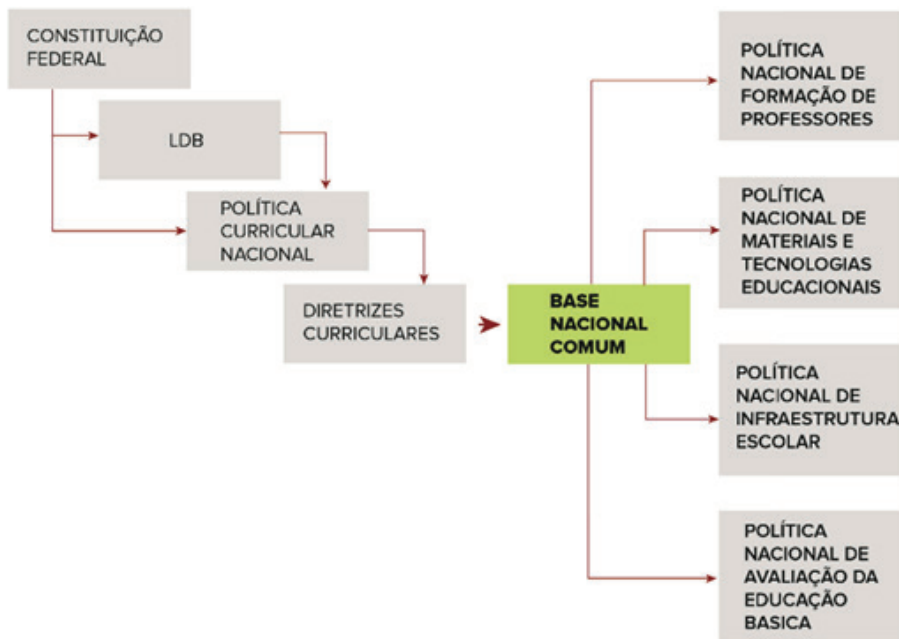 CONSTITUIÇÃO
FEDERAL
LDB
POLÍTICA
CURRICULAR
NACIONAL
DIRETRIZES
CURRICULARES
BASE
NACIONAL
COMUM
POLÍTICA
NACIONAL DE
FORMAÇÃO DE
PROFESSORES
POLÍTICA
NACIONAL DE
MATERIAIS E
TECNOLOGIAS
EDUCACIONAIS
POLÍTICA
NACIONAL DE
INFRAESTRUTURA
ESCOLAR
POLÍTICA
NACIONAL DE
AVALIAÇÃO DA
EDUCAÇÃO
BASICA